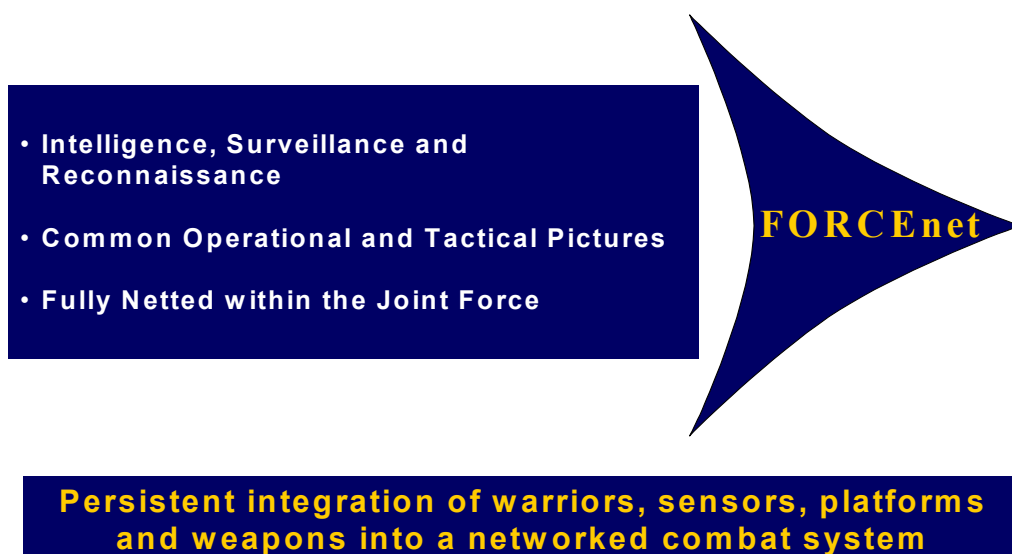 • Intelligence, Surveillance and
Reconnaissance
• Common Operational and Tactical Pictures
• Fully Netted within the Joint Force
FORCEnet
Persistent integration of warriors, sensors, platforms
and weapons into a networked combat system